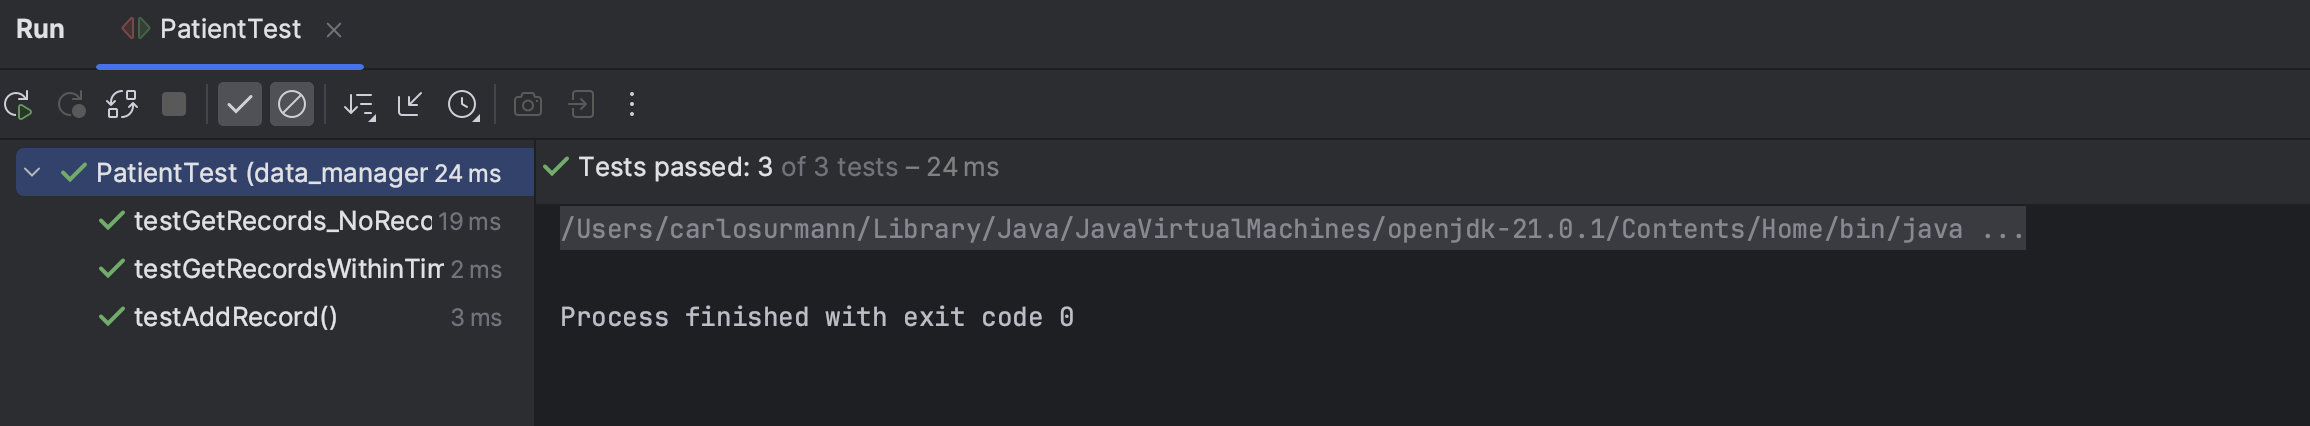 Run PatientTest
PatientTest (data_manager 24 ms
testGetRecords_NoReco 19 ms
testGetRecordsWithinTim 2 ms
testAddRecord() 3 ms
Tests passed: 3 of 3 tests – 24 ms
/Users/carlosurmann/Library/Java/JavaVirtualMachines/openjdk-21.0.1/Contents/Home/bin/java ...
Process finished with exit code 0